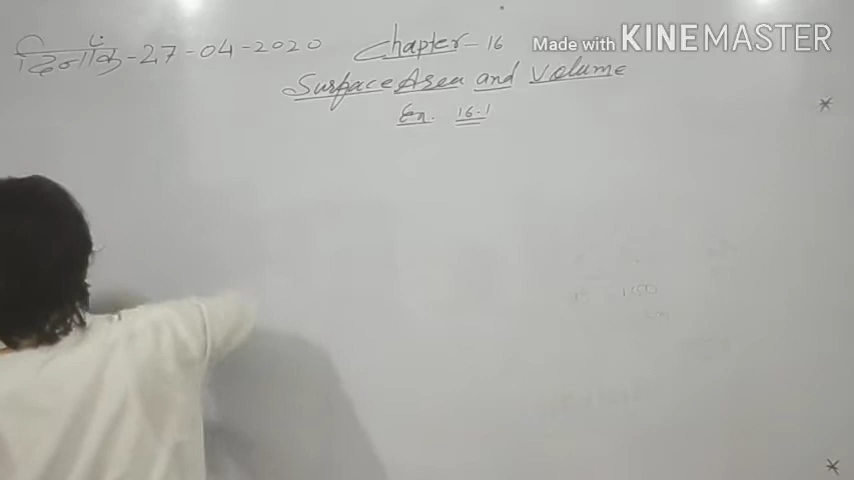 दिनांक-27-04-2020
Chapter-16
Made with KINEMASTER
Surface Area and Volume
Ex. 16.1